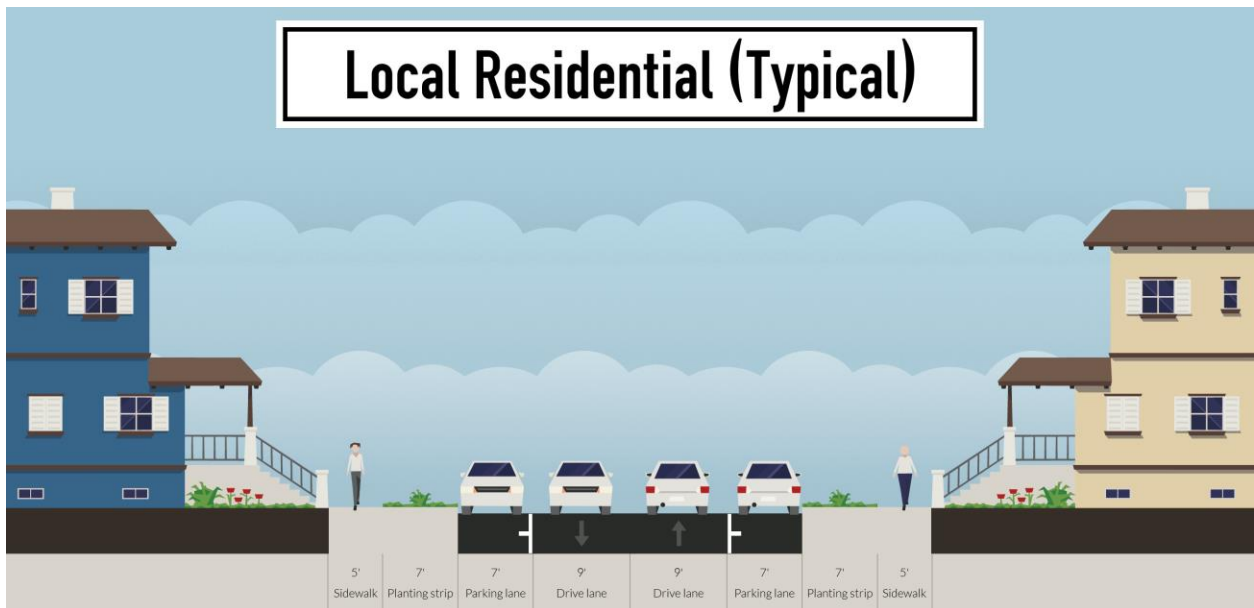 Local Residential (Typical)
5' 7' 7' 9' 9' 7' 7' 5'
Sidewalk Planting strip Parking lane Drive lane Drive lane Parking lane Planting strip Sidewalk